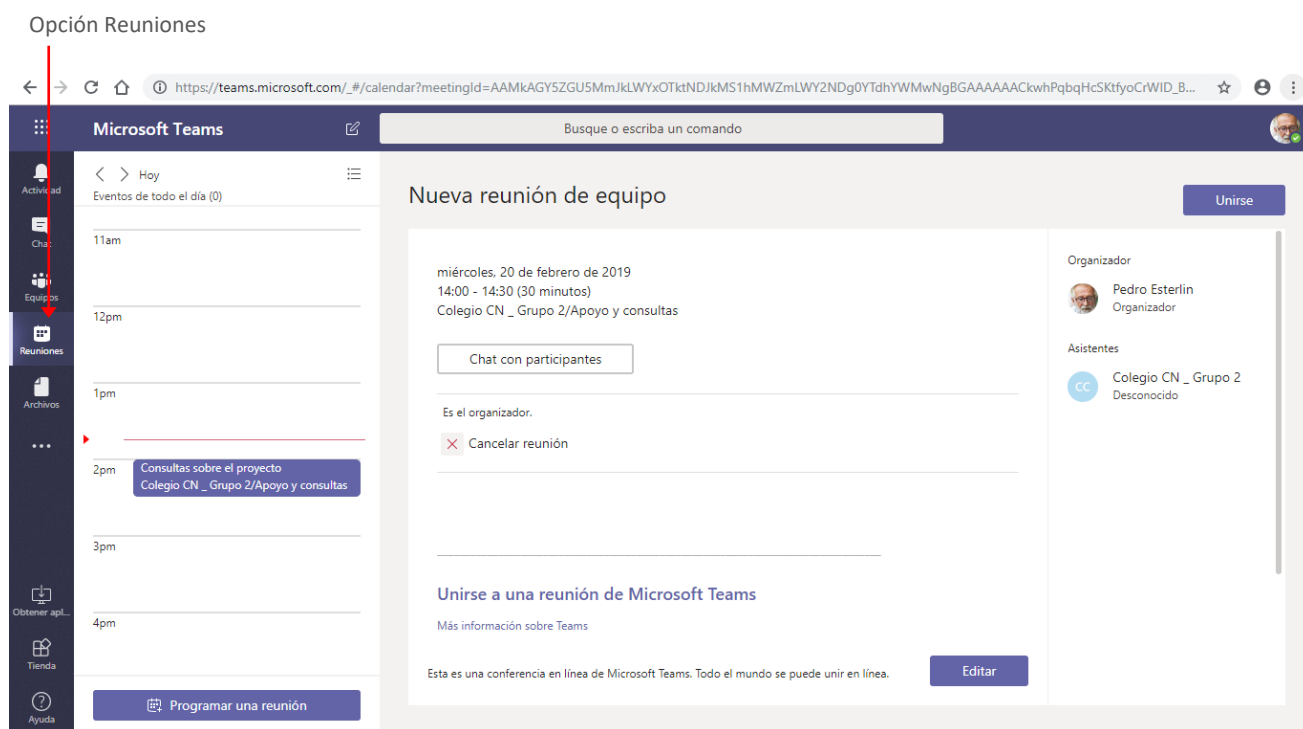 Opción Reuniones
https://teams.microsoft.com/_#/calendar?meetingId=AAMkAGY5ZGU5MmJkLWYxOTktNDJkMS1hMWZmLWY2NDg0YTdhYWMwNgBGAAAAAACkwhPqbqHcSKtfyoCrWID_B...
Microsoft Teams
Busque o escriba un comando
Actividad
Chat
Equipos
Reuniones
Archivos
Obtener apl...
Tienda
Ayuda
Hoy
Eventos de todo el día (0)
11am
12pm
1pm
2pm
Consultas sobre el proyecto
Colegio CN _ Grupo 2/Apoyo y consultas
3pm
4pm
Programar una reunión
Nueva reunión de equipo
Unirse
miércoles, 20 de febrero de 2019
14:00 - 14:30 (30 minutos)
Colegio CN _ Grupo 2/Apoyo y consultas
Chat con participantes
Es el organizador.
Cancelar reunión
Unirse a una reunión de Microsoft Teams
Más información sobre Teams
Esta es una conferencia en línea de Microsoft Teams. Todo el mundo se puede unir en línea.
Editar
Organizador
Pedro Esterlin
Organizador
Asistentes
CC
Colegio CN _ Grupo 2
Desconocido